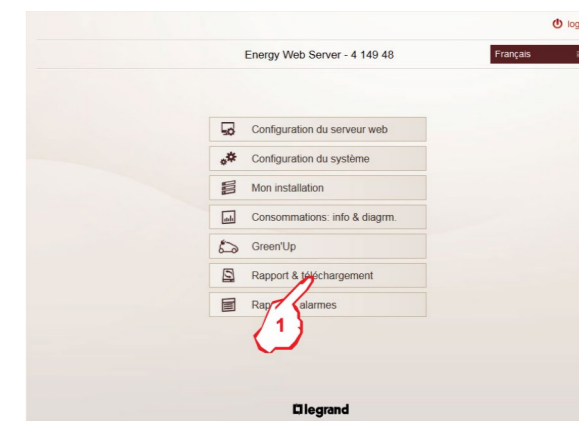 log
Energy Web Server - 4 149 48
Français
Configuration du serveur web
Configuration du système
Mon installation
Consommations: info & diagrm.
Green'Up
Rapport & téléchargement
alarmes
1
legrand